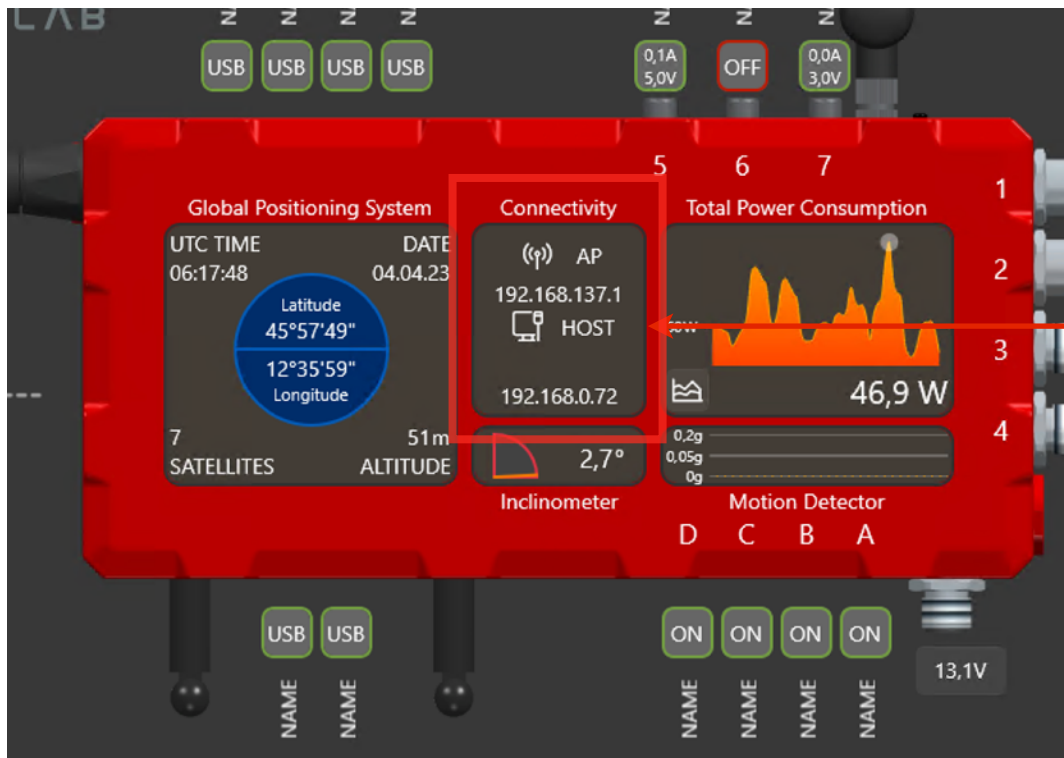 LAB
USB USB USB USB
0,1A
5,0V
OFF
0,0A
3,0V
5 6 7
Global Positioning System
UTC TIME DATE
06:17:48 04.04.23
Latitude
45°57'49"
12°35'59"
Longitude
7 51m
SATELLITES ALTITUDE
Connectivity
AP
192.168.137.1
HOST
192.168.0.72
2,7°
Inclinometer
Total Power Consumption
46,9 W
0,2g
0,05g
0g
Motion Detector
D C B A
1
2
3
4
USB USB
NAME NAME
ON ON ON ON
NAME NAME NAME NAME
13,1V